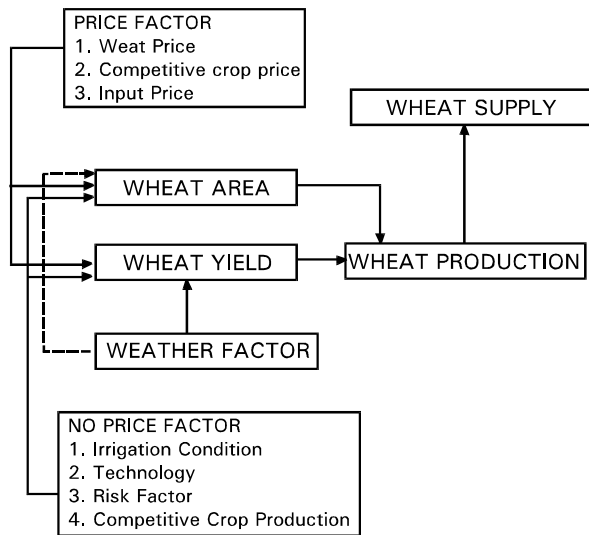 PRICE FACTOR
1. Weat Price
2. Competitive crop price
3. Input Price
WHEAT SUPPLY
WHEAT AREA
WHEAT YIELD
WHEAT PRODUCTION
WEATHER FACTOR
NO PRICE FACTOR
1. Irrigation Condition
2. Technology
3. Risk Factor
4. Competitive Crop Production